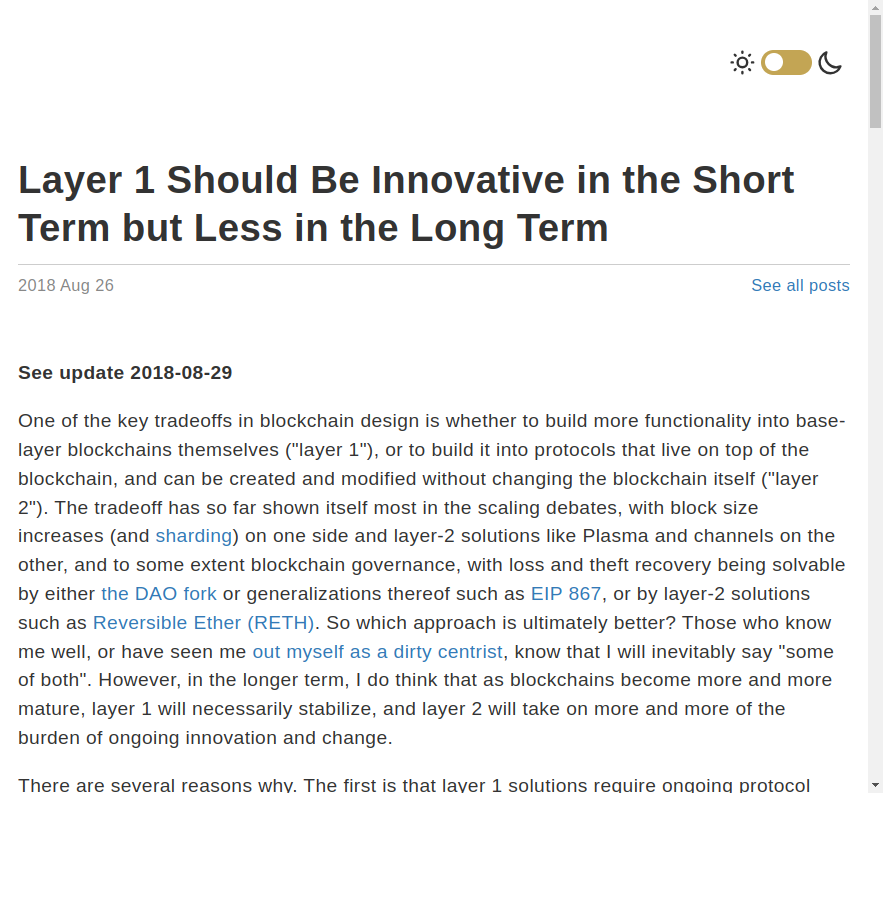 Layer 1 Should Be Innovative in the Short
Term but Less in the Long Term
2018 Aug 26
See all posts
See update 2018-08-29
One of the key tradeoffs in blockchain design is whether to build more functionality into base-
layer blockchains themselves ("layer 1"), or to build it into protocols that live on top of the
blockchain, and can be created and modified without changing the blockchain itself ("layer
2"). The tradeoff has so far shown itself most in the scaling debates, with block size
increases (and sharding) on one side and layer-2 solutions like Plasma and channels on the
other, and to some extent blockchain governance, with loss and theft recovery being solvable
by either the DAO fork or generalizations thereof such as EIP 867, or by layer-2 solutions
such as Reversible Ether (RETH). So which approach is ultimately better? Those who know
me well, or have seen me out myself as a dirty centrist, know that I will inevitably say "some
of both". However, in the longer term, I do think that as blockchains become more and more
mature, layer 1 will necessarily stabilize, and layer 2 will take on more and more of the
burden of ongoing innovation and change.
There are several reasons why. The first is that layer 1 solutions require ongoing protocol